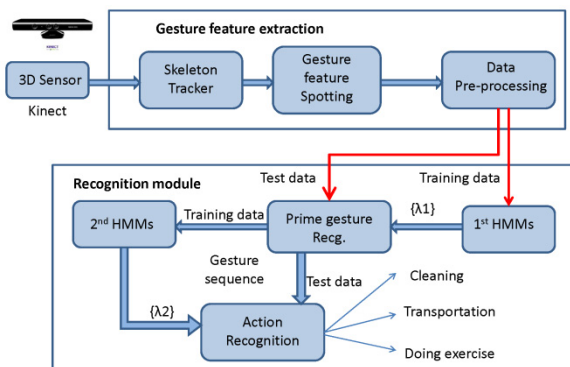 Gesture feature extraction
KINECT
3D Sensor
Kinect
Skeleton
Tracker
Gesture
feature
Spotting
Data
Pre-processing
Test data
Training data
Recognition module
2nd HMMs
Training data
Prime gesture
Recg.
{λ1}
1st HMMs
Gesture
sequence
Test data
{λ2}
Action
Recognition
Cleaning
Transportation
Doing exercise